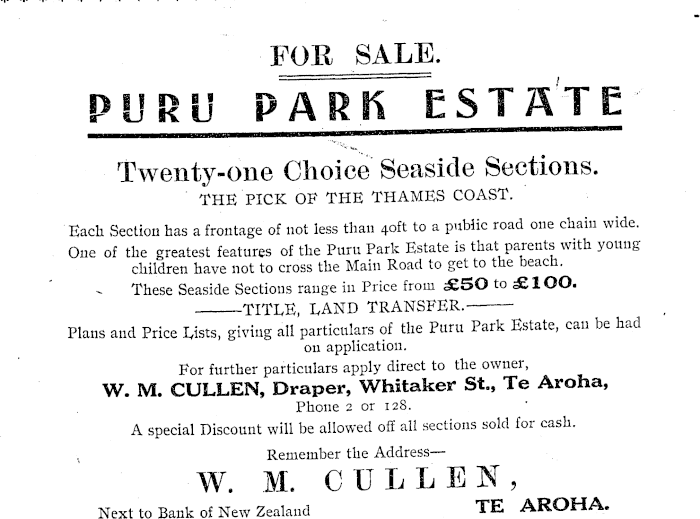 FOR SALE.
PURU PARK ESTATE
Twenty-one Choice Seaside Sections.
THE PICK OF THE THAMES COAST.
Each Section has a frontage of not less than 40ft to a public road one chain wide.
One of the greatest features of the Puru Park Estate is that parents with young
children have not to cross the Main Road to get to the beach.
These Seaside Sections range in Price from £50 to £100.
——TITLE, LAND TRANSFER.——
Plans and Price Lists, giving all particulars of the Puru Park Estate, can be had
on application.
For further particulars apply direct to the owner,
W. M. CULLEN, Draper, Whitaker St., Te Aroha,
Phone 2 or 128.
A special Discount will be allowed off all sections sold for cash.
Remember the Address—
W. M. CULLEN,
Next to Bank of New Zealand TE AROHA.